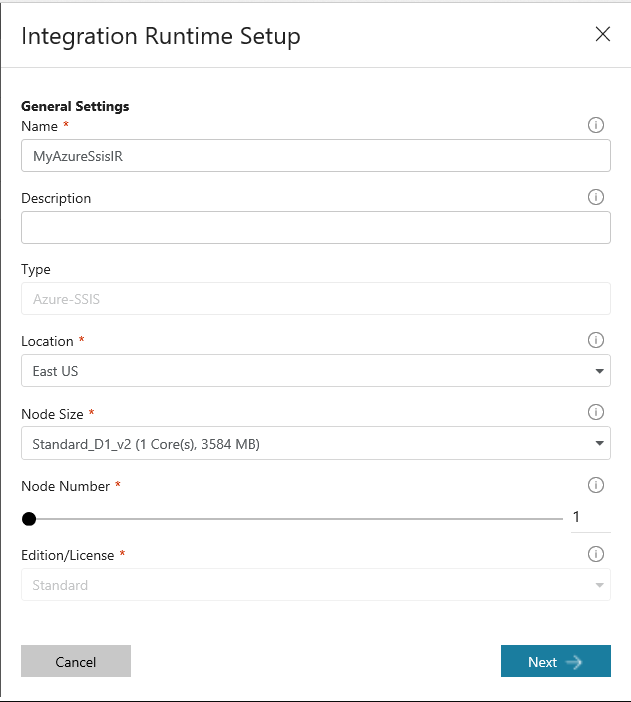 Integration Runtime Setup
General Settings
Name *
MyAzureSsisIR
Description
Type
Azure-SSIS
Location *
East US
Node Size *
Standard_D1_v2 (1 Core(s), 3584 MB)
Node Number *
1
Edition/License *
Standard
Cancel
Next